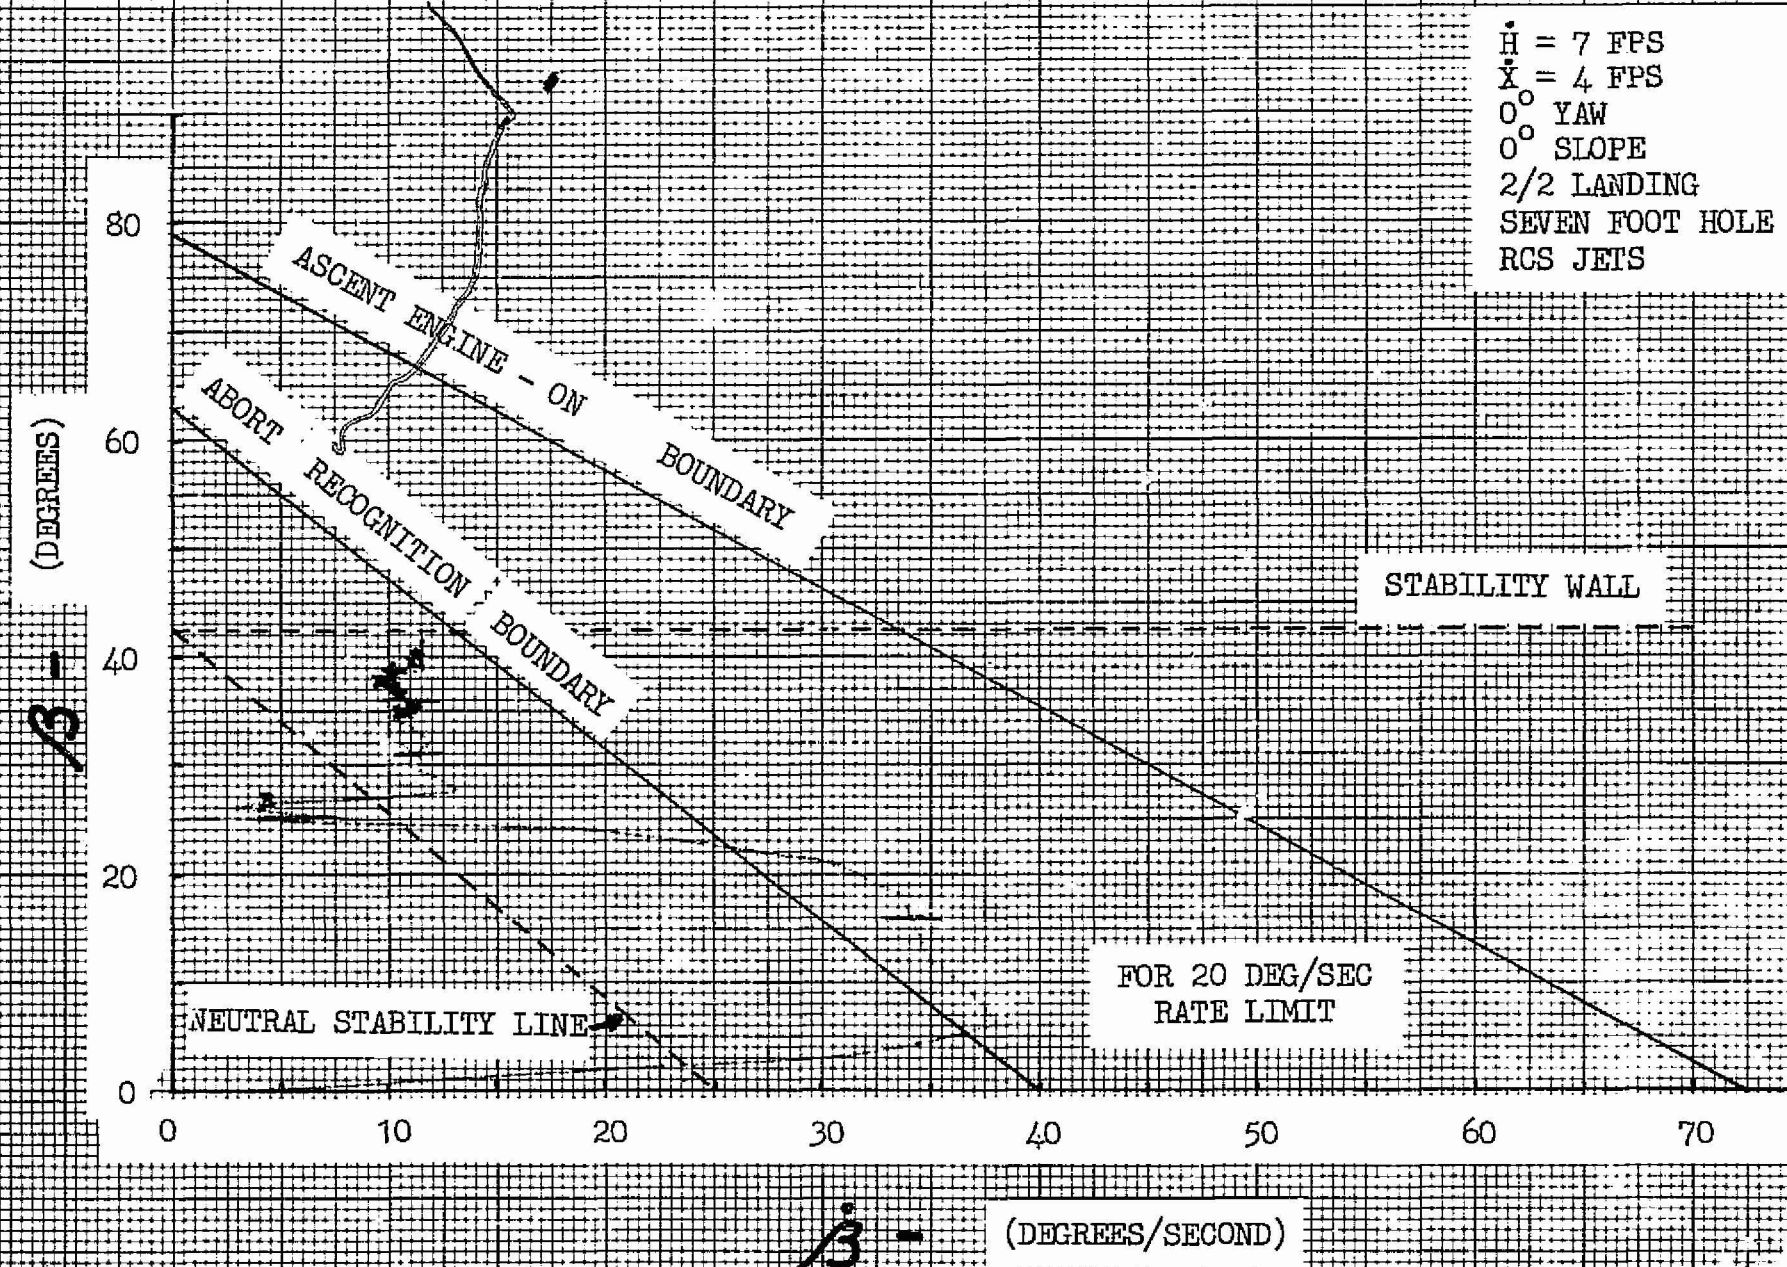 Ḣ = 7 FPS
Ẋ = 4 FPS
0° YAW
0° SLOPE
2/2 LANDING
SEVEN FOOT HOLE
RCS JETS
80
60
40
20
0
β - (DEGREES)
ASCENT ENGINE - ON BOUNDARY
ABORT RECOGNITION BOUNDARY
STABILITY WALL
NEUTRAL STABILITY LINE
FOR 20 DEG/SEC
RATE LIMIT
0 10 20 30 40 50 60 70
β̇ - (DEGREES/SECOND)